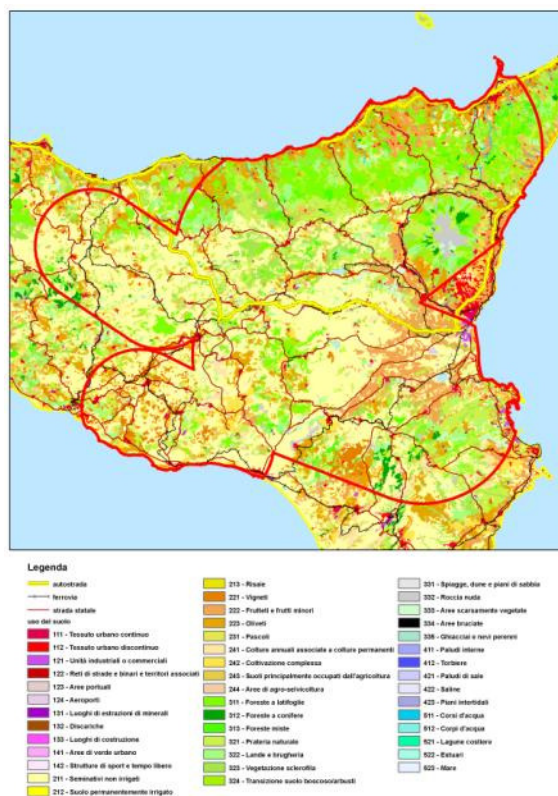 Legenda
autostrada
ferrovia
strada statale
uso del suolo
111 - Tessuto urbano continuo
112 - Tessuto urbano discontinuo
121 - Unità industriali o commerciali
122 - Reti di strade e binari e territori associati
123 - Aree portuali
124 - Aeroporti
131 - Luoghi di estrazioni di minerali
132 - Discariche
133 - Luoghi di costruzione
141 - Aree di verde urbano
142 - Strutture di sport e tempo libero
211 - Seminativi non irrigati
212 - Suolo permanentemente irrigato
213 - Risaie
221 - Vigneti
222 - Frutteti e frutti minori
223 - Oliveti
231 - Pascoli
241 - Colture annuali associate a colture permanenti
242 - Coltivazione complessa
243 - Suoli principalmente occupati dall'agricoltura
244 - Aree di agro-selvicoltura
311 - Foreste a latifoglie
312 - Foreste a conifere
313 - Foreste miste
321 - Prateria naturale
322 - Lande e brugherie
323 - Vegetazione sclerofila
324 - Transizione suolo boscoso/arbusti
331 - Spiagge, dune e piani di sabbia
332 - Roccia nuda
333 - Aree scarsamente vegetate
334 - Aree bruciate
335 - Ghiacciai e nevi perenni
411 - Paludi interne
412 - Torbiere
421 - Paludi di sale
422 - Saline
423 - Piani intertidali
511 - Corsi d'acqua
512 - Corpi d'acqua
521 - Lagune costiere
522 - Estuari
523 - Mare